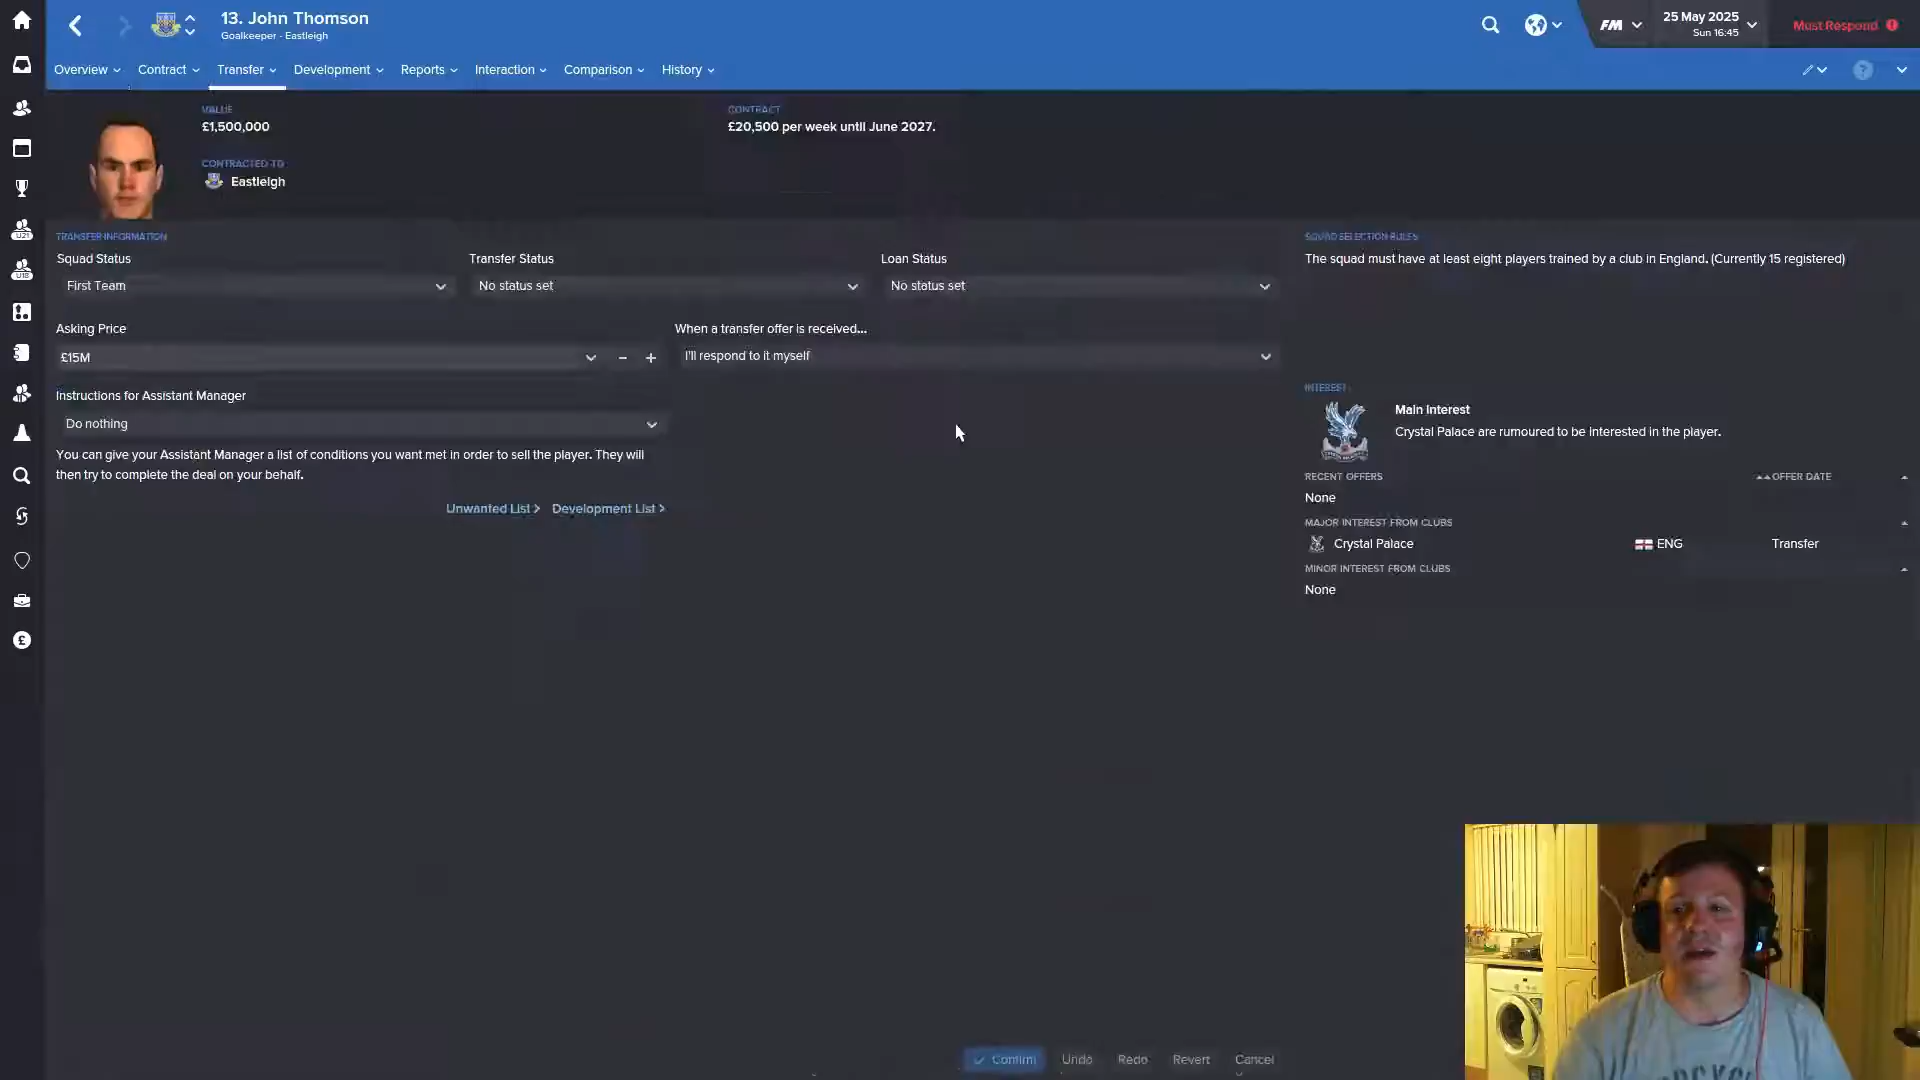 13. John Thomson
Goalkeeper - Eastleigh
FM
25 May 2025
Sun 16:45
Must Respond
Overview
Contract
Transfer
Development
Reports
Interaction
Comparison
History
VALUE
£1,500,000
CONTRACT
£20,500 per week until June 2027.
CONTRACTED TO
Eastleigh
U21
U18
TRANSFER INFORMATION
Squad Status
Transfer Status
Loan Status
First Team
No status set
No status set
Asking Price
When a transfer offer is received...
£15M
I'll respond to it myself
Instructions for Assistant Manager
Do nothing
You can give your Assistant Manager a list of conditions you want met in order to sell the player. They will
then try to complete the deal on your behalf.
Unwanted List >
Development List >
SQUAD SELECTION RULES
The squad must have at least eight players trained by a club in England. (Currently 15 registered)
INTEREST
Main Interest
Crystal Palace are rumoured to be interested in the player.
RECENT OFFERS
OFFER DATE
None
MAJOR INTEREST FROM CLUBS
Crystal Palace
ENG
Transfer
MINOR INTEREST FROM CLUBS
None
Confirm
Undo
Redo
Revert
Cancel